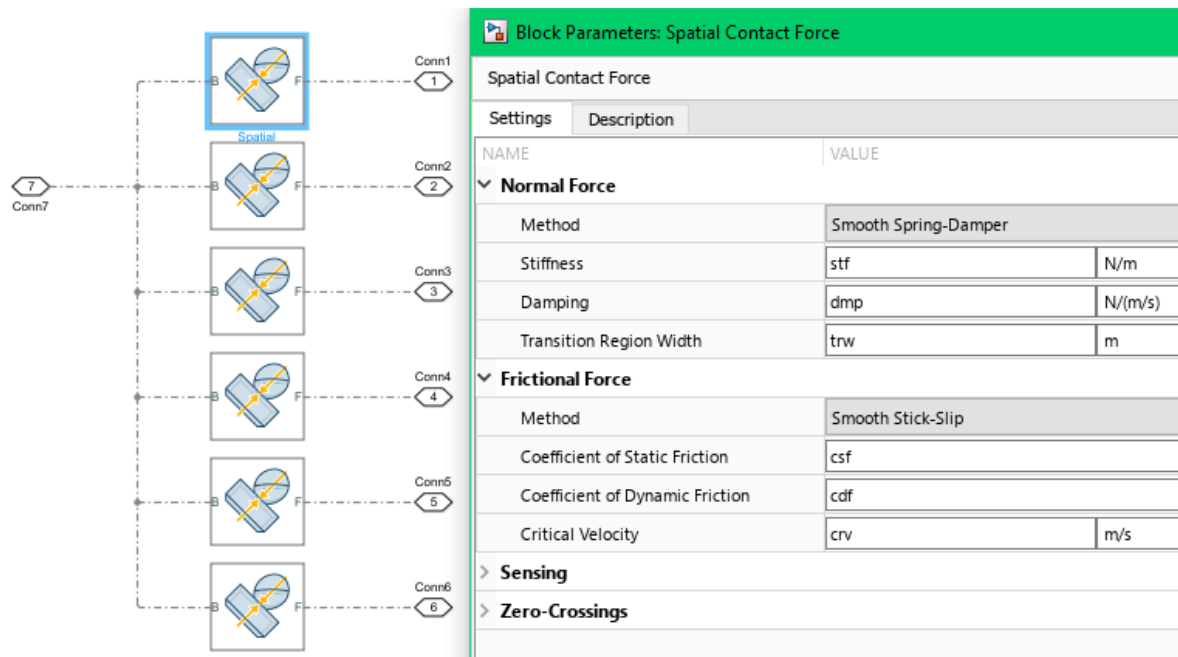 B
F
Conn1
1
Spatial
B
F
Conn2
2
7
Conn7
B
F
Conn3
3
B
F
Conn4
4
B
F
Conn5
5
B
F
Conn6
6
Block Parameters: Spatial Contact Force
Spatial Contact Force
Settings Description
NAME VALUE
Normal Force
Method Smooth Spring-Damper
Stiffness stf N/m
Damping dmp N/(m/s)
Transition Region Width trw m
Frictional Force
Method Smooth Stick-Slip
Coefficient of Static Friction csf
Coefficient of Dynamic Friction cdf
Critical Velocity crv m/s
Sensing
Zero-Crossings